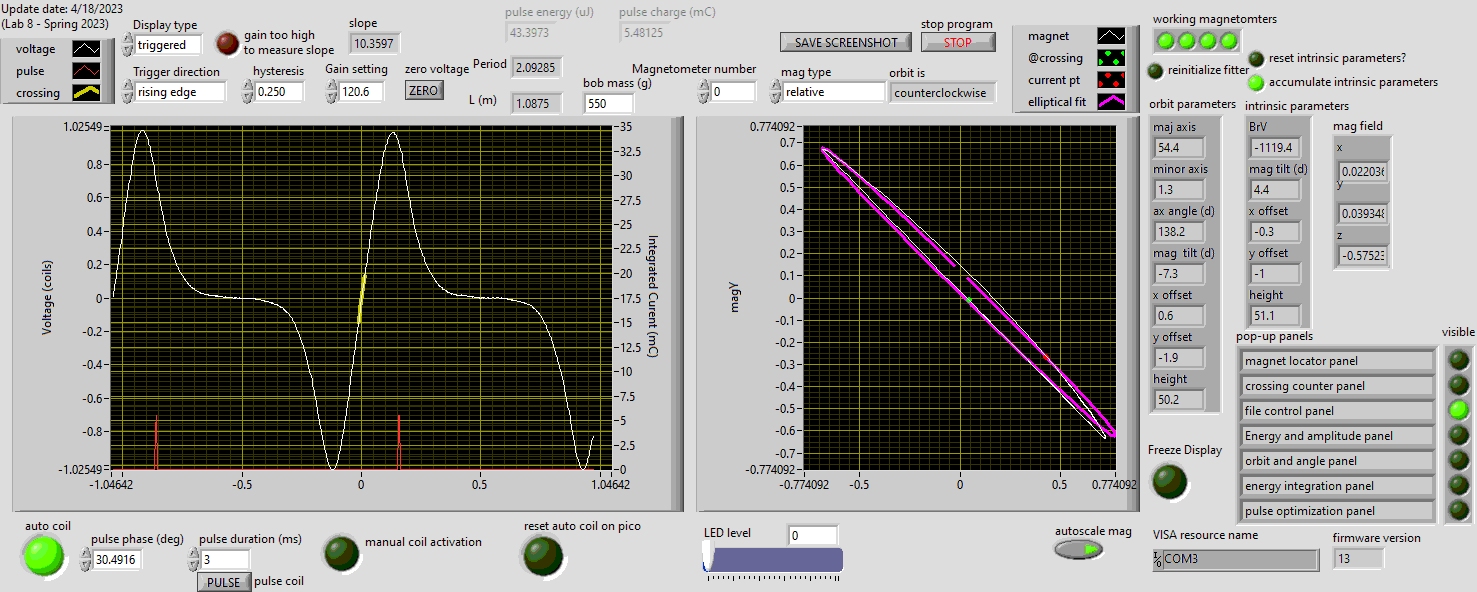 Update date: 4/18/2023
(Lab 8 - Spring 2023)
voltage
pulse
crossing
Display type
triggered
Trigger direction
rising edge
gain too high
to measure slope
hysteresis
0.250
slope
10.3597
Gain setting
120.6
zero voltage
ZERO
pulse energy (uJ)
43.3973
pulse charge (mC)
5.48125
Period
2.09285
L (m)
1.0875
bob mass (g)
550
Magnetometer number
0
mag type
relative
orbit is
counterclockwise
SAVE SCREENSHOT
stop program
STOP
magnet
@crossing
current pt
elliptical fit
working magnetomters
reinitialize fitter
reset intrinsic parameters?
accumulate intrinsic parameters
orbit parameters
maj axis
54.4
minor axis
1.3
ax angle (d)
138.2
mag tilt (d)
-7.3
x offset
0.6
y offset
-1.9
height
50.2
intrinsic parameters
BrV
-1119.4
mag tilt (d)
4.4
x offset
-0.3
y offset
-1
height
51.1
mag field
x
0.022036
y
0.039348
z
-0.57523
Voltage (coils)
1.02549
0.8
0.6
0.4
0.2
0
-0.2
-0.4
-0.6
-0.8
-1.02549
-1.04642
-0.5
0
0.5
1.04642
35
32.5
30
27.5
25
22.5
20
17.5
15
12.5
10
7.5
5
2.5
0
Integrated Curent (mC)
magY
0.774092
0.7
0.6
0.5
0.4
0.3
0.2
0.1
0
-0.1
-0.2
-0.3
-0.4
-0.5
-0.6
-0.7
-0.774092
-0.774092
-0.5
0
0.5
0.774092
pop-up panels
visible
magnet locator panel
crossing counter panel
file control panel
Energy and amplitude panel
orbit and angle panel
energy integration panel
pulse optimization panel
Freeze Display
auto coil
pulse phase (deg)
30.4916
pulse duration (ms)
3
PULSE
pulse coil
manual coil activation
reset auto coil on pico
LED level
0
autoscale mag
VISA resource name
COM3
firmware version
13